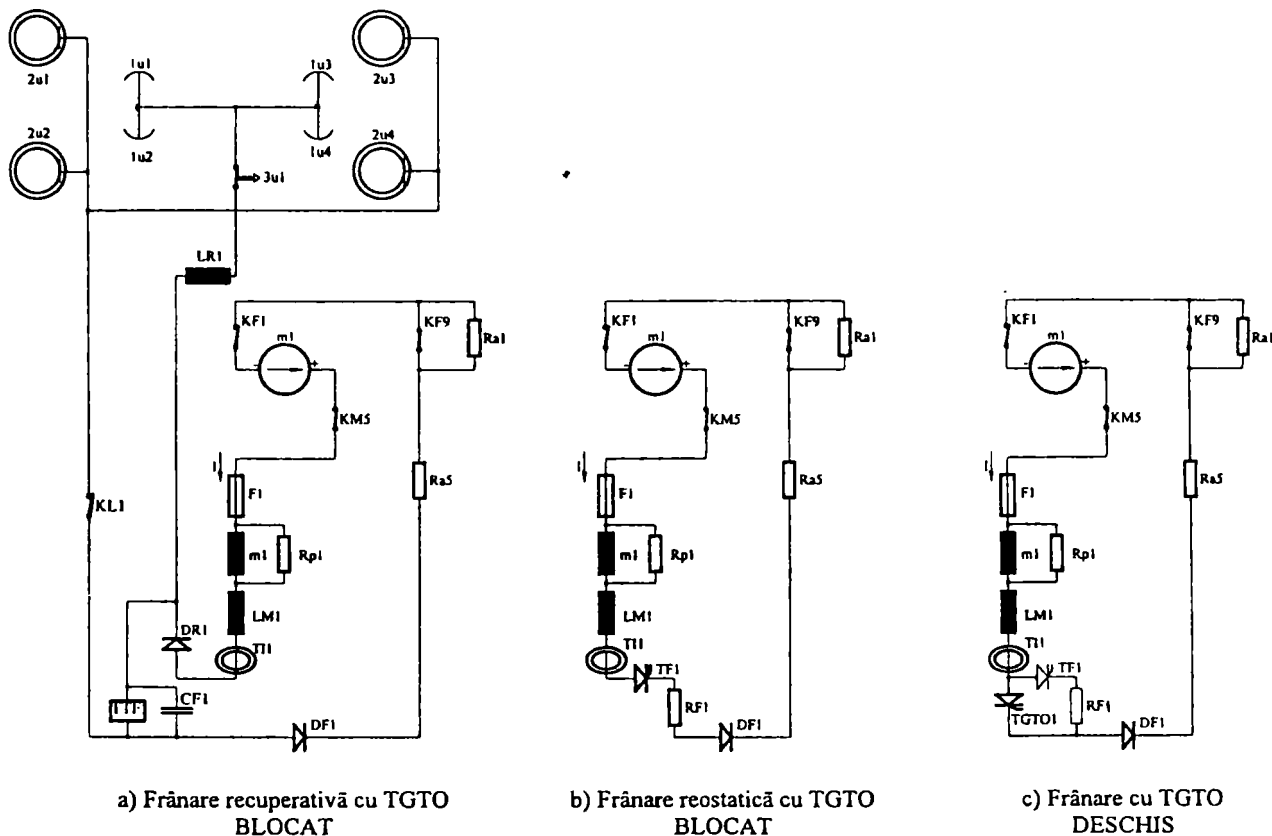 2u1
1u1
1u3
2u3
2u2
1u2
1u4
2u4
3u1
LR1
KF1
m1
- +
KF9
Ra1
KM5
I
F1
Ra5
KL1
m1
Rp1
LM1
DR1
TI1
CF1
DF1
KF1
m1
- +
KF9
Ra1
KM5
I
F1
Ra5
m1
Rp1
LM1
TI1
TF1
RF1
DF1
KF1
m1
- +
KF9
Ra1
KM5
I
F1
Ra5
m1
Rp1
LM1
TI1
TF1
TGTO1
RF1
DF1
a) Frânare recuperativă cu TGTO
BLOCAT
b) Frânare reostatică cu TGTO
BLOCAT
c) Frânare cu TGTO
DESCHIS